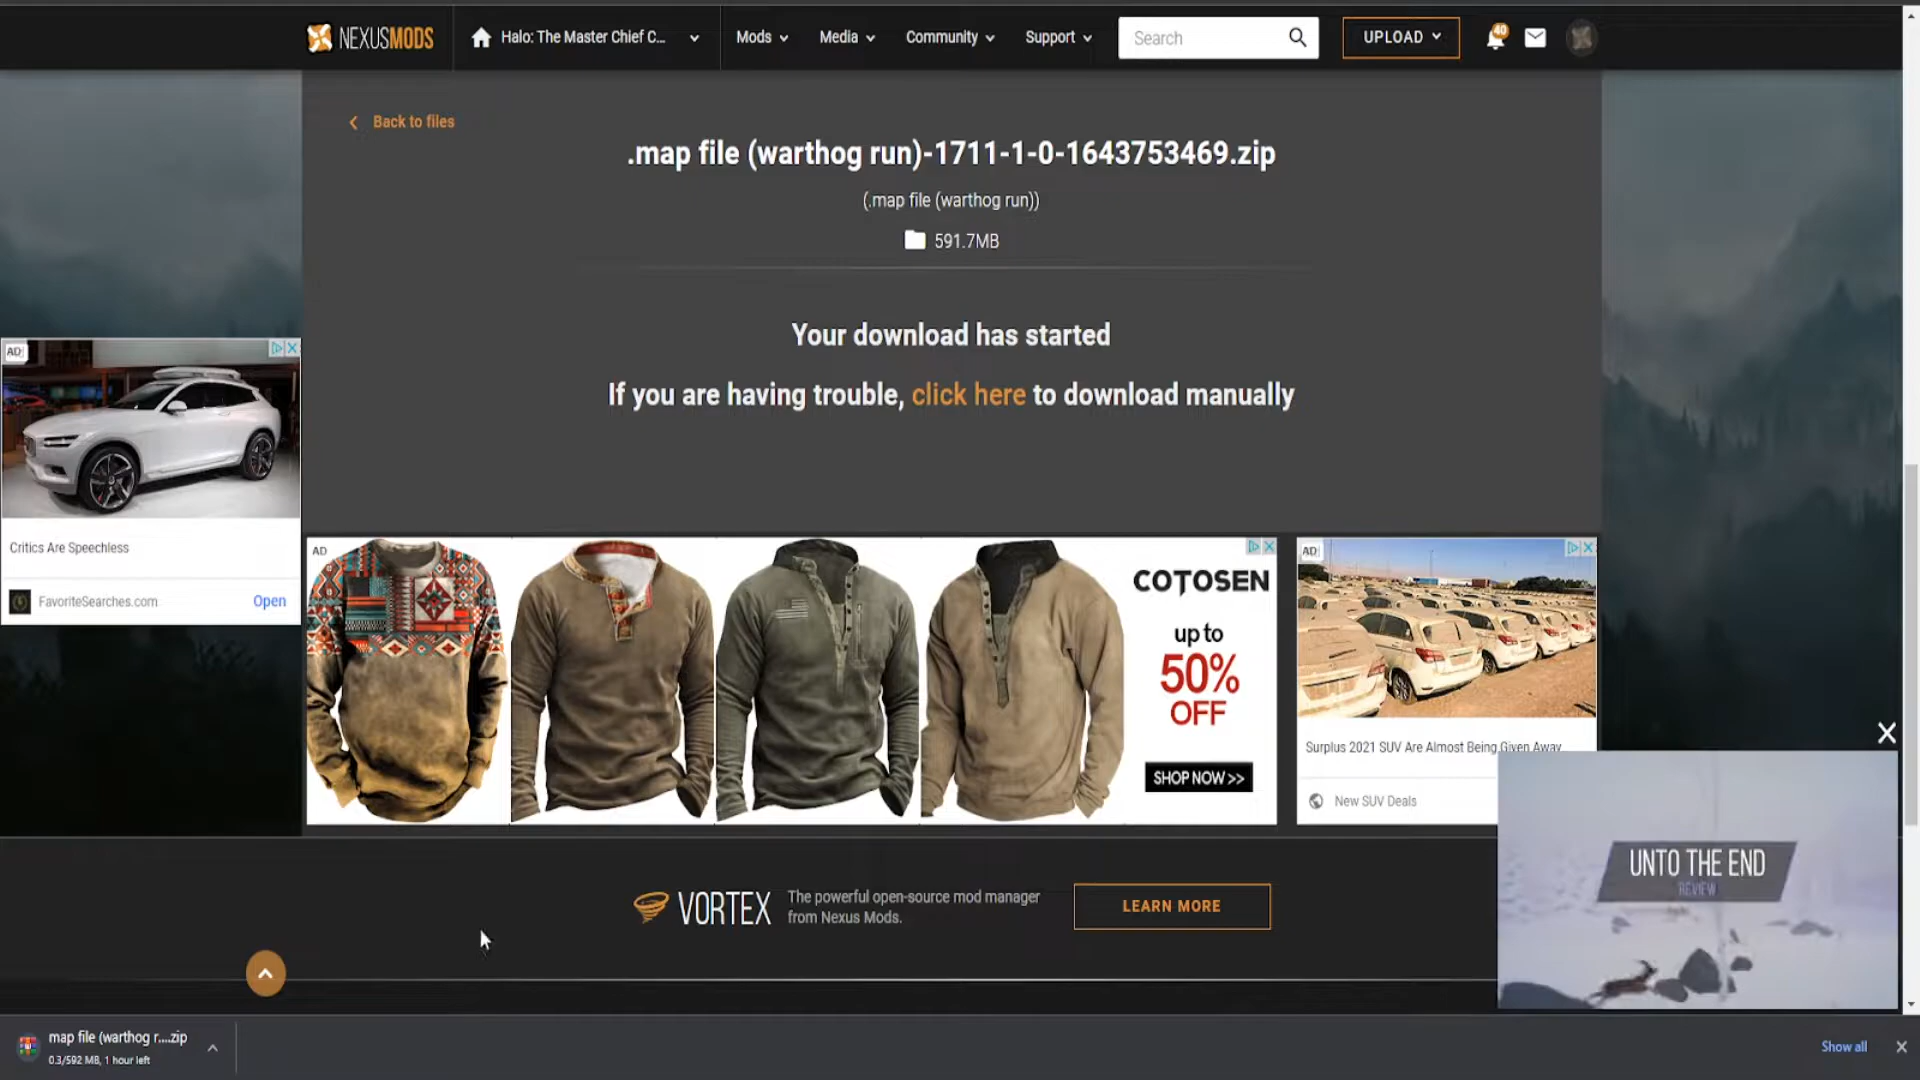 NEXUSMODS
Halo: The Master Chief C...
Mods
Media
Community
Support
Search
UPLOAD
40
Back to files
.map file (warthog run)-1711-1-0-1643753469.zip
(.map file (warthog run))
591.7MB
Your download has started
If you are having trouble, click here to download manually
AD
Critics Are Speechless
FavoriteSearches.com
Open
AD
COTOSEN
up to
50%
OFF
SHOP NOW >>
AD
Surplus 2021 SUV Are Almost Being Given Away
New SUV Deals
UNTO THE END
REVIEW
VORTEX
The powerful open-source mod manager
from Nexus Mods.
LEARN MORE
map file (warthog r....zip
0.3/592 MB, 1 hour left
Show all